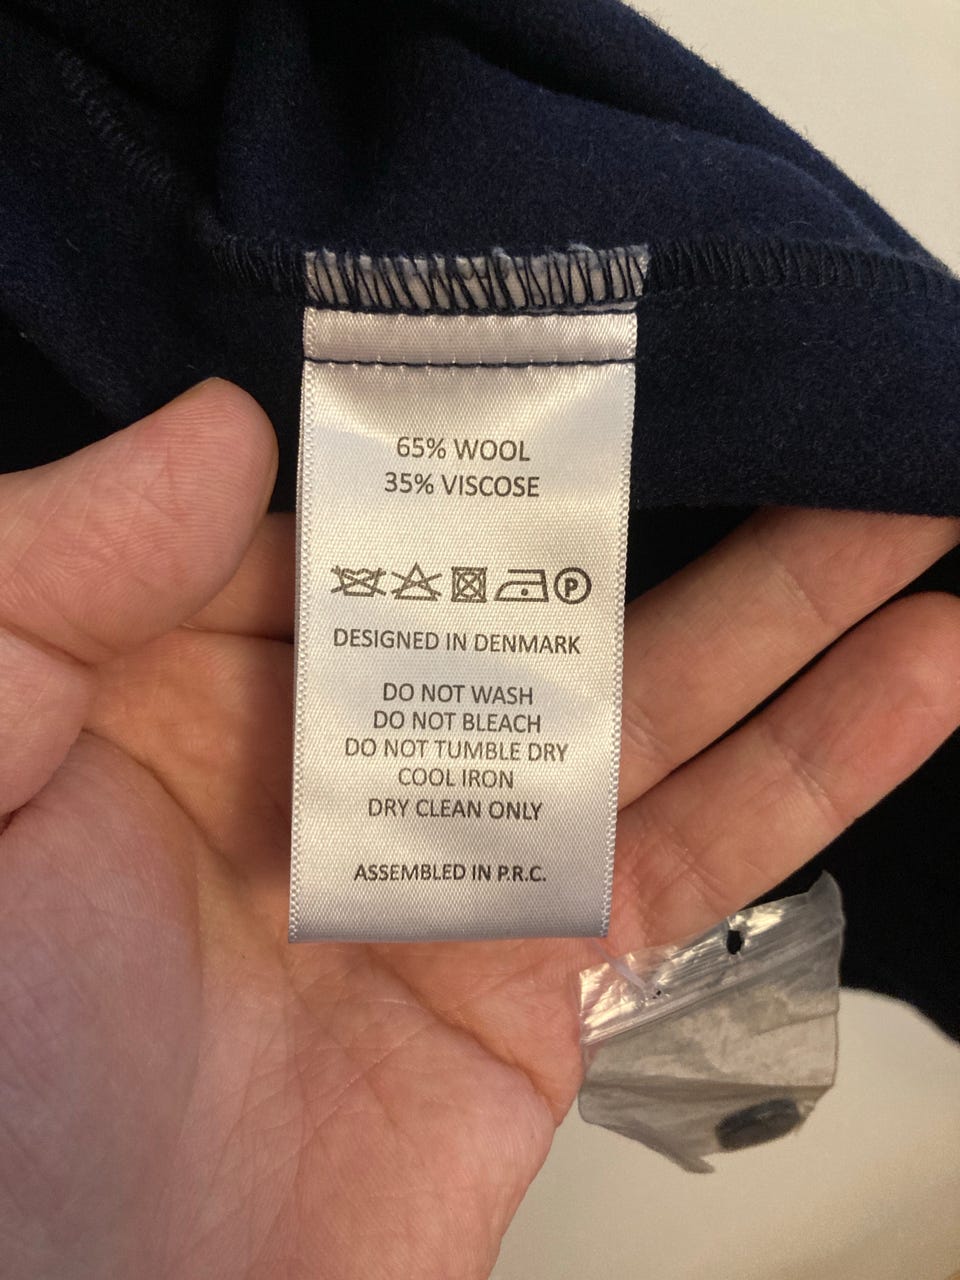 65% WOOL
35% VISCOSE
P
DESIGNED IN DENMARK
DO NOT WASH
DO NOT BLEACH
DO NOT TUMBLE DRY
COOL IRON
DRY CLEAN ONLY
ASSEMBLED IN P.R.C.